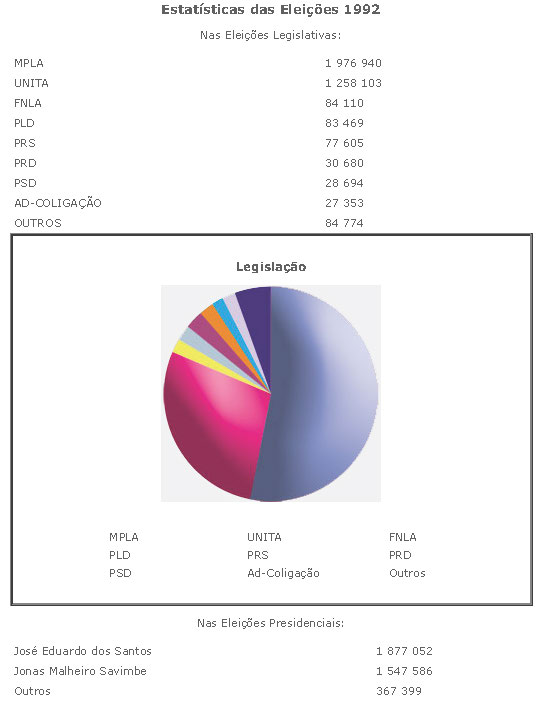 Estatísticas das Eleições 1992
Nas Eleições Legislativas:
MPLA 1 976 940
UNITA 1 258 103
FNLA 84 110
PLD 83 469
PRS 77 605
PRD 30 680
PSD 28 694
AD-COLIGAÇÃO 27 353
OUTROS 84 774
Legislação
MPLA UNITA FNLA
PLD PRS PRD
PSD Ad-Coligação Outros
Nas Eleições Presidenciais:
José Eduardo dos Santos 1 877 052
Jonas Malheiro Savimbe 1 547 586
Outros 367 399